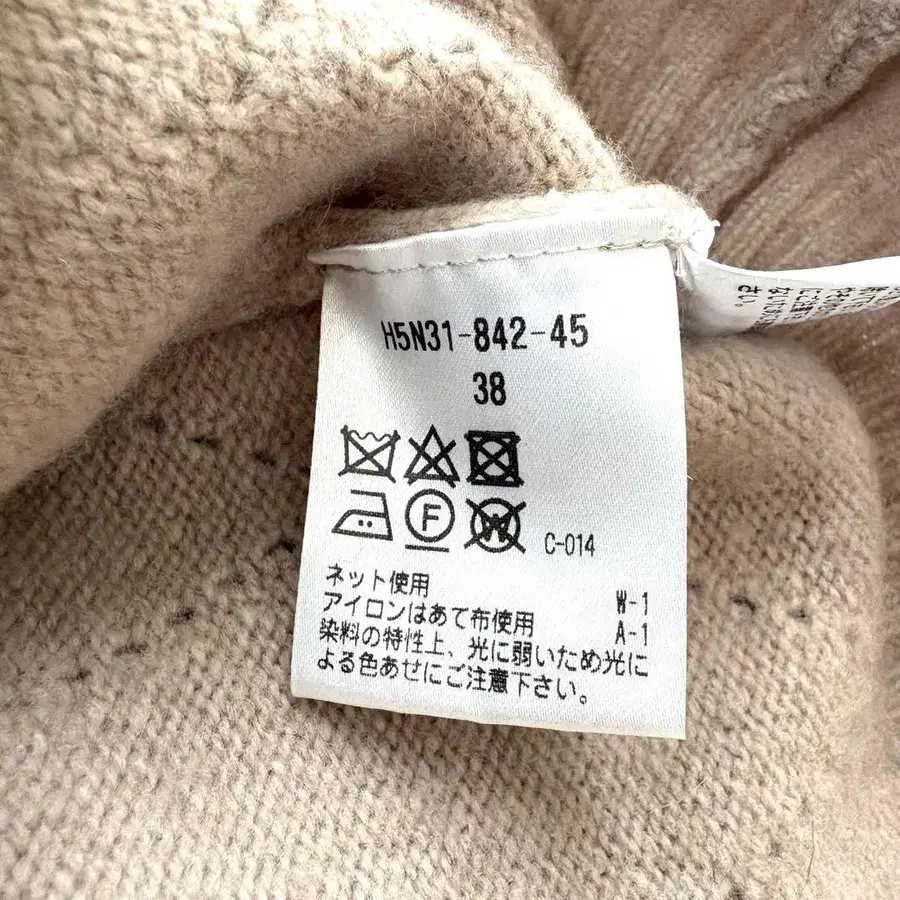 H5N31-842-45
38
F
W
C-014
ネット使用
W-1
アイロンはあて布使用
A-1
染料の特性上、光に弱いため光に
よる色あせにご注意下さい。
さい。